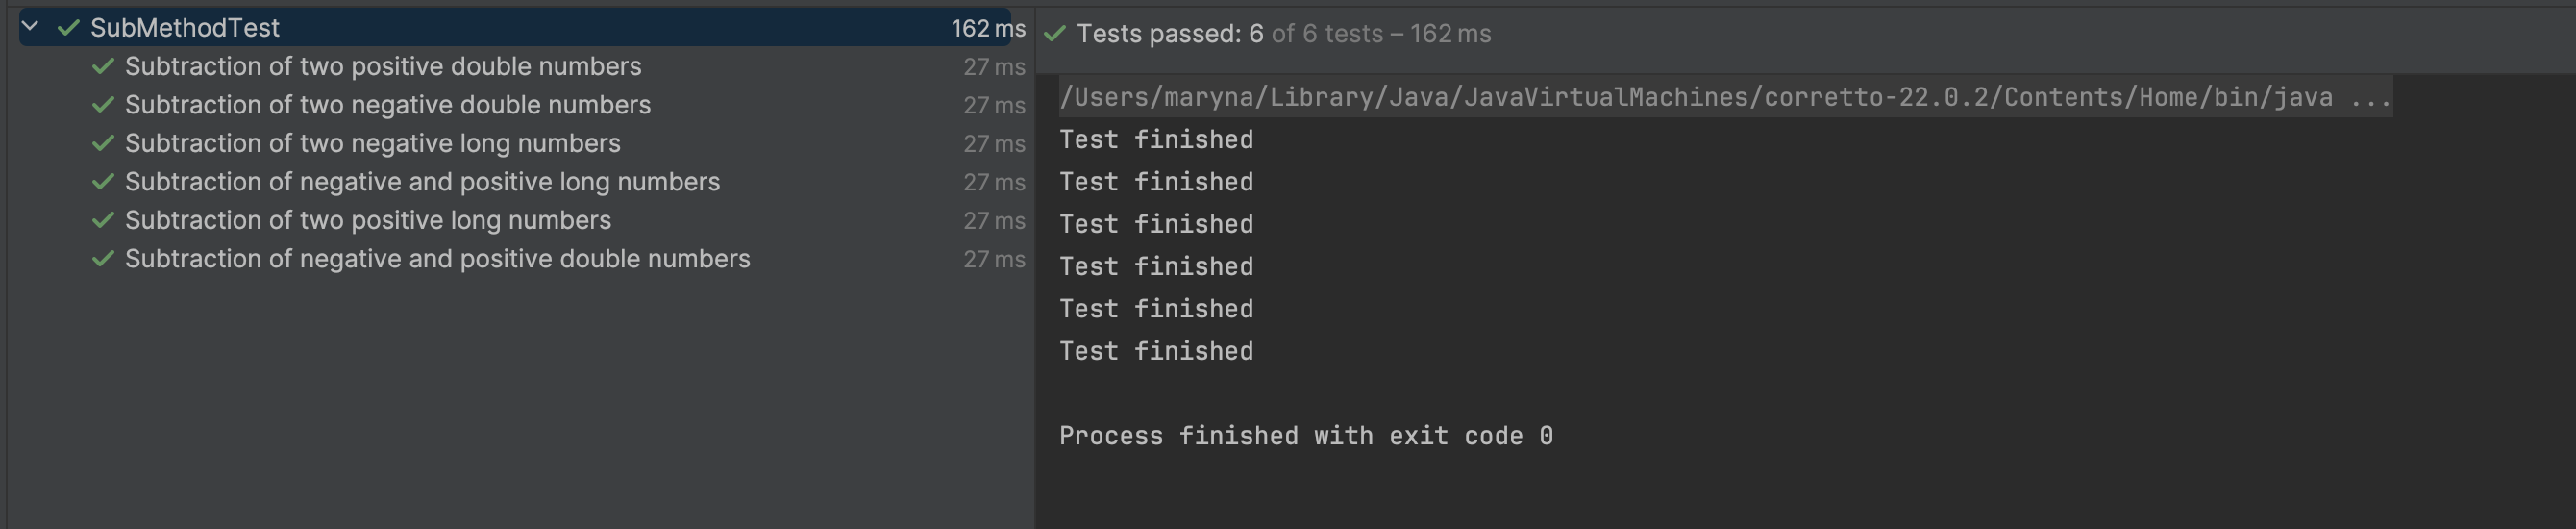 SubMethodTest 162 ms
Subtraction of two positive double numbers 27 ms
Subtraction of two negative double numbers 27 ms
Subtraction of two negative long numbers 27 ms
Subtraction of negative and positive long numbers 27 ms
Subtraction of two positive long numbers 27 ms
Subtraction of negative and positive double numbers 27 ms
Tests passed: 6 of 6 tests – 162 ms
/Users/maryna/Library/Java/JavaVirtualMachines/corretto-22.0.2/Contents/Home/bin/java ...
Test finished
Test finished
Test finished
Test finished
Test finished
Test finished
Process finished with exit code 0